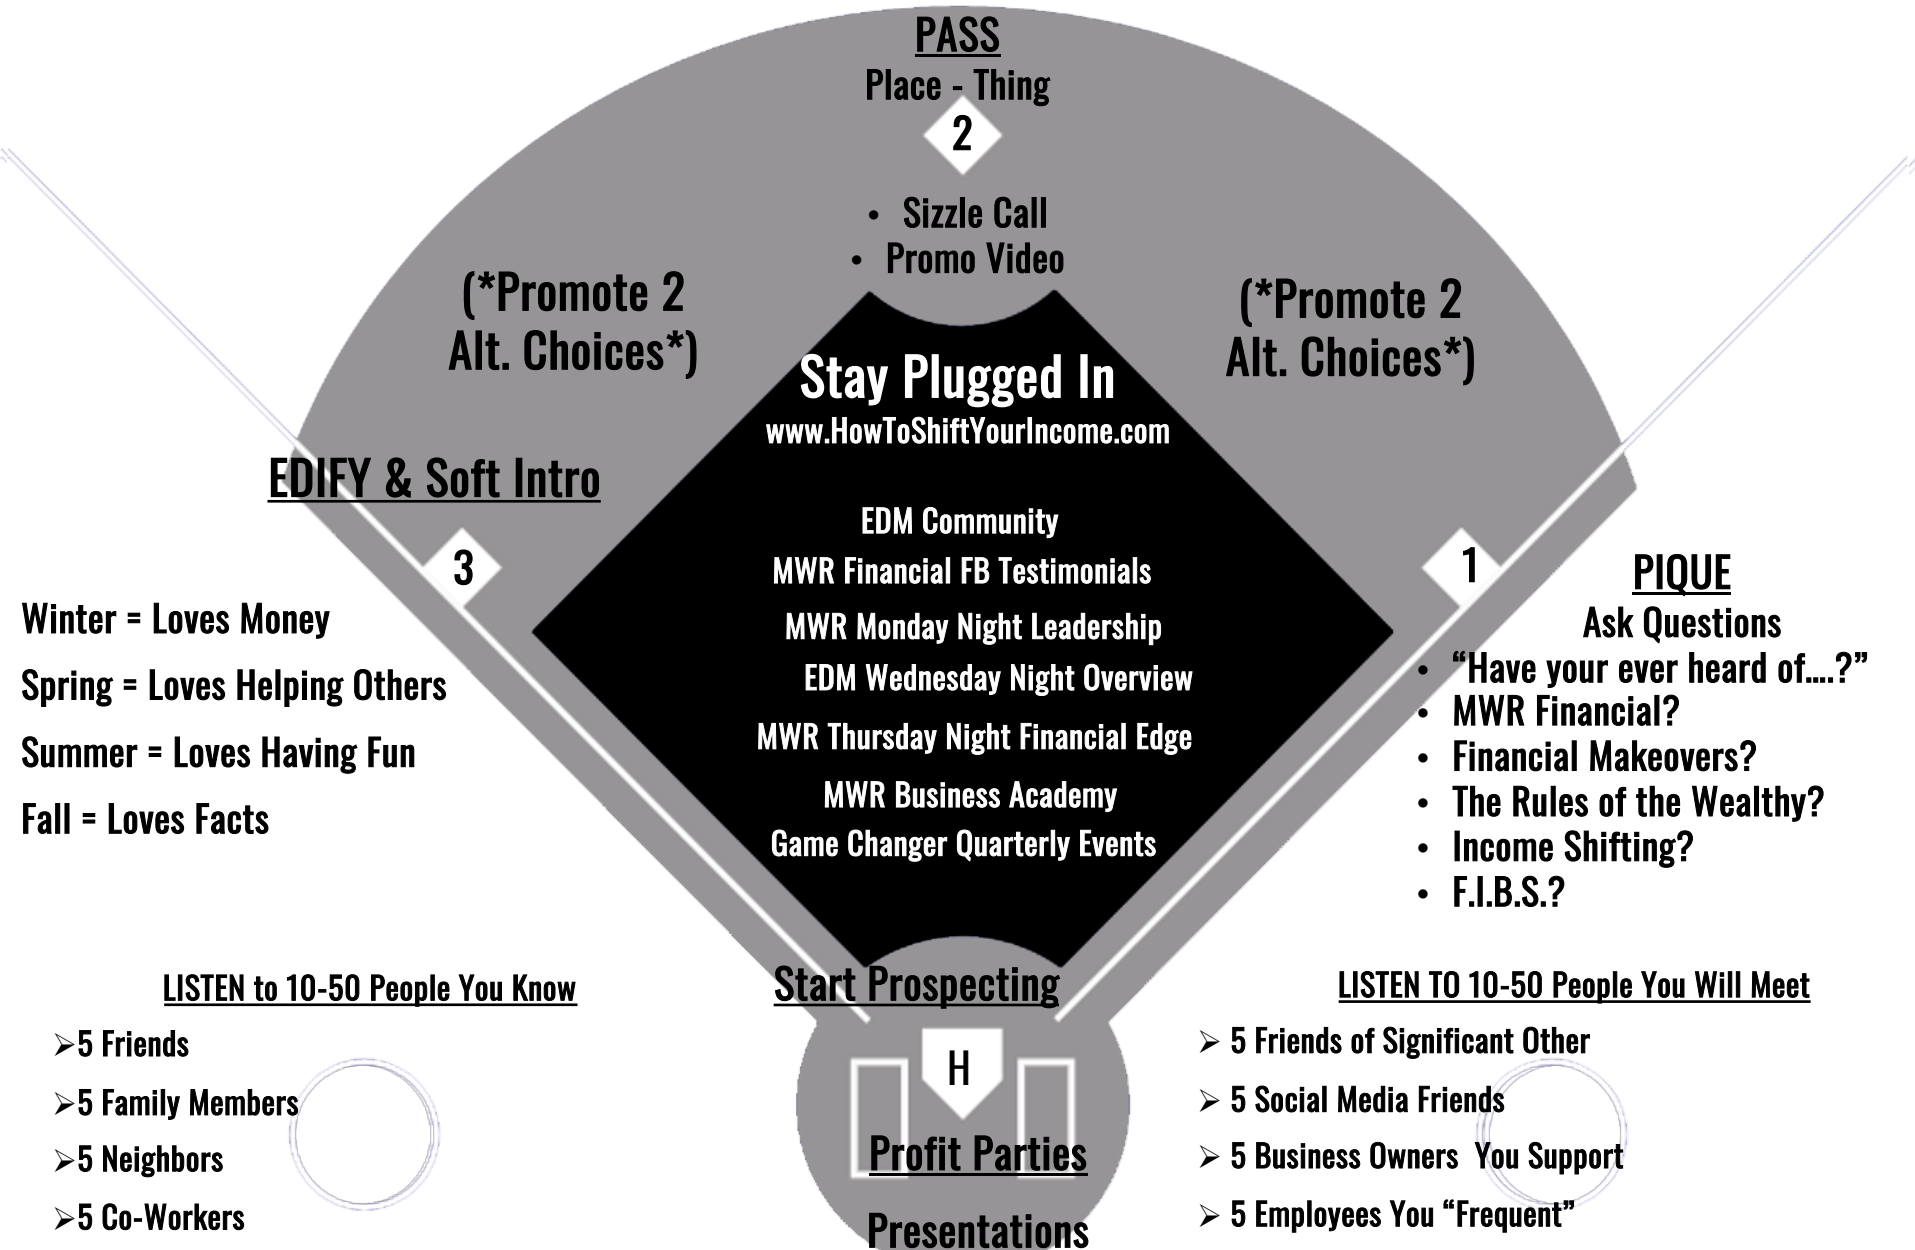 PASS
Place - Thing
2
• Sizzle Call
• Promo Video
(*Promote 2
Alt. Choices*)
(*Promote 2
Alt. Choices*)
Stay Plugged In
www.HowToShiftYourIncome.com
EDM Community
MWR Financial FB Testimonials
MWR Monday Night Leadership
EDM Wednesday Night Overview
MWR Thursday Night Financial Edge
MWR Business Academy
Game Changer Quarterly Events
EDIFY & Soft Intro
3
Winter = Loves Money
Spring = Loves Helping Others
Summer = Loves Having Fun
Fall = Loves Facts
1
PIQUE
Ask Questions
• “Have your ever heard of....?”
• MWR Financial?
• Financial Makeovers?
• The Rules of the Wealthy?
• Income Shifting?
• F.I.B.S.?
LISTEN to 10-50 People You Know
➢5 Friends
➢5 Family Members
➢5 Neighbors
➢5 Co-Workers
Start Prospecting
H
Profit Parties
Presentations
LISTEN TO 10-50 People You Will Meet
➢ 5 Friends of Significant Other
➢ 5 Social Media Friends
➢ 5 Business Owners You Support
➢ 5 Employees You “Frequent”